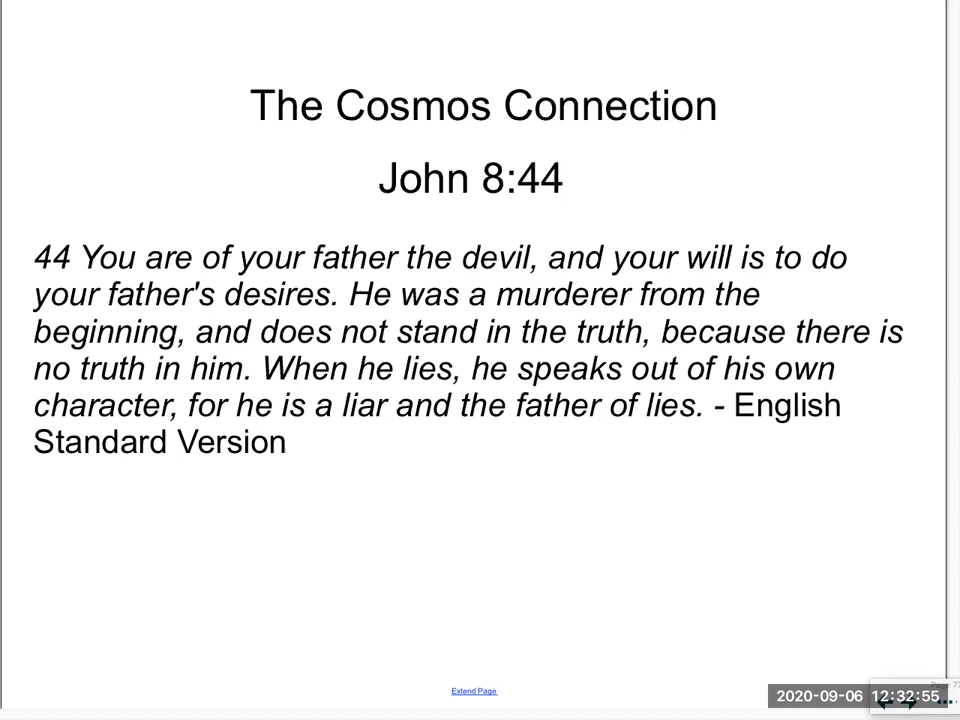 The Cosmos Connection
John 8:44
44 You are of your father the devil, and your will is to do
your father's desires. He was a murderer from the
beginning, and does not stand in the truth, because there is
no truth in him. When he lies, he speaks out of his own
character, for he is a liar and the father of lies. - English
Standard Version
Extend Page
2020-09-06 12:32:55